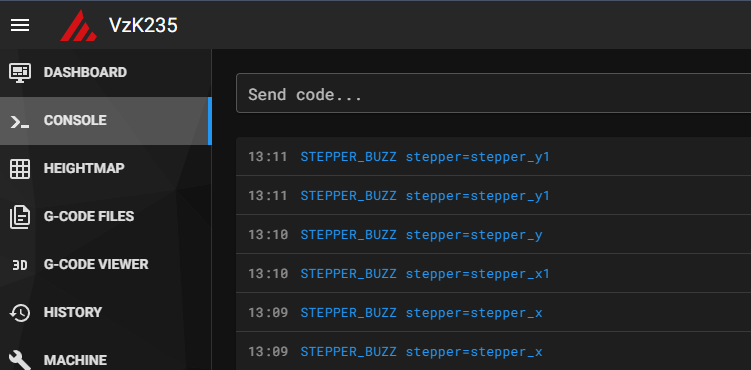 VzK235
DASHBOARD
CONSOLE
HEIGHTMAP
G-CODE FILES
3D G-CODE VIEWER
HISTORY
MACHINE
Send code...
13:11 STEPPER_BUZZ stepper=stepper_y1
13:11 STEPPER_BUZZ stepper=stepper_y1
13:10 STEPPER_BUZZ stepper=stepper_y
13:10 STEPPER_BUZZ stepper=stepper_x1
13:09 STEPPER_BUZZ stepper=stepper_x
13:09 STEPPER_BUZZ stepper=stepper_x